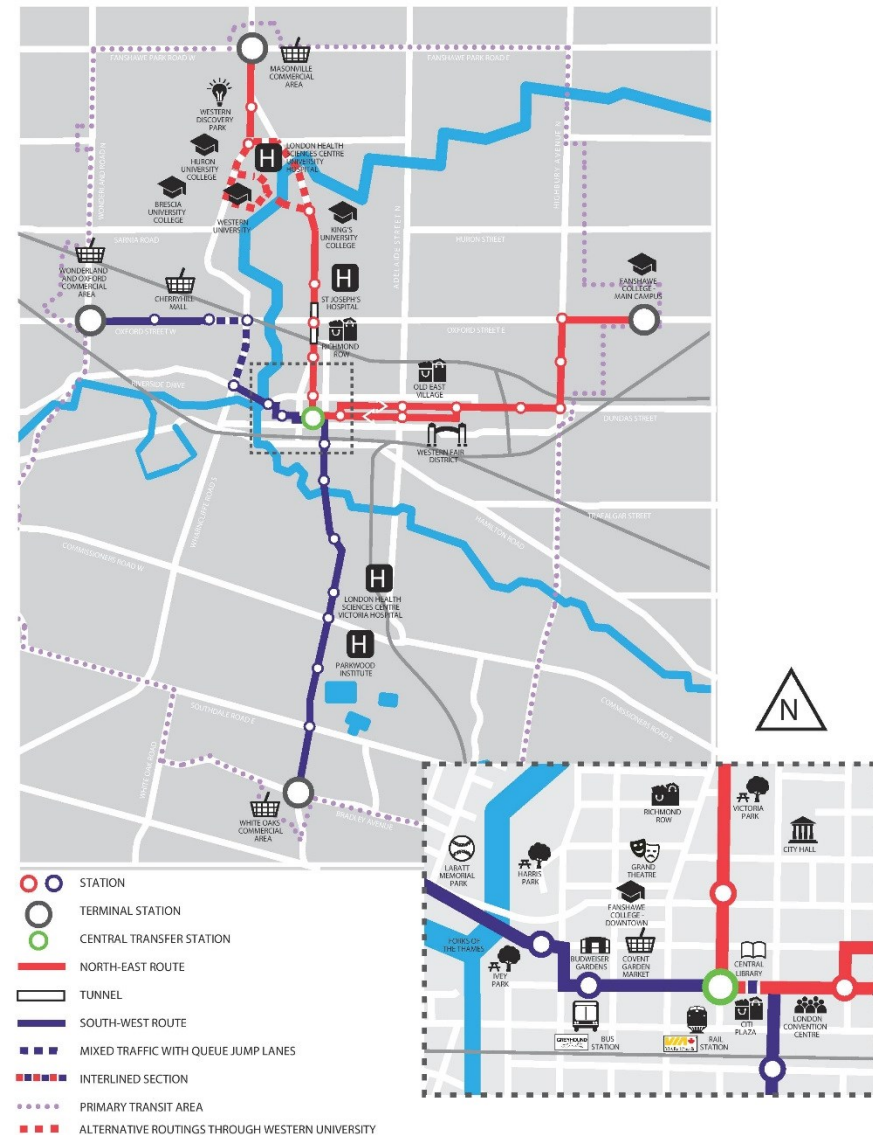 FANSHAWE PARK ROAD W
MASONVILLE
COMMERCIAL
AREA
FANSHAWE PARK ROAD E
WESTERN
DISCOVERY
PARK
HURON
UNIVERSITY
COLLEGE
H
LONDON HEALTH
SCIENCES CENTRE
UNIVERSITY
HOSPITAL
WONDERLAND ROAD N
HIGHBURY AVENUE N
BRESCIA
UNIVERSITY
COLLEGE
WESTERN
UNIVERSITY
KING'S
UNIVERSITY
COLLEGE
ADELAIDE STREET N
SARNIA ROAD
HURON STREET
WONDERLAND
AND OXFORD
COMMERCIAL
AREA
CHERRYHILL
MALL
H
ST JOSEPH'S
HOSPITAL
FANSHAWE
COLLEGE -
MAIN CAMPUS
OXFORD STREET W
RICHMOND
ROW
OXFORD STREET E
OLD EAST
VILLAGE
RIVERSIDE DRIVE
DUNDAS STREET
WESTERN FAIR
DISTRICT
WHARNCLIFFE ROAD S
HAMILTON ROAD
TRAFALGAR STREET
COMMISSIONERS ROAD W
H
LONDON HEALTH
SCIENCES CENTRE
VICTORIA HOSPITAL
H
PARKWOOD
INSTITUTE
SOUTHDALE ROAD E
COMMISSIONERS ROAD E
WHITE OAK ROAD
WHITE OAKS
COMMERCIAL
AREA
BRADLEY AVENUE
N
RICHMOND
ROW
VICTORIA
PARK
CITY HALL
LABATT
MEMORIAL
PARK
HARRIS
PARK
GRAND
THEATRE
FANSHAWE
COLLEGE -
DOWNTOWN
FORKS OF
THE THAMES
IVEY
PARK
BUDWEISER
GARDENS
COVENT
GARDEN
MARKET
CENTRAL
LIBRARY
GREYHOUND
BUS
STATION
RAIL
STATION
CITI
PLAZA
LONDON
CONVENTION
CENTRE
STATION
TERMINAL STATION
CENTRAL TRANSFER STATION
NORTH-EAST ROUTE
TUNNEL
SOUTH-WEST ROUTE
MIXED TRAFFIC WITH QUEUE JUMP LANES
INTERLINED SECTION
PRIMARY TRANSIT AREA
ALTERNATIVE ROUTINGS THROUGH WESTERN UNIVERSITY